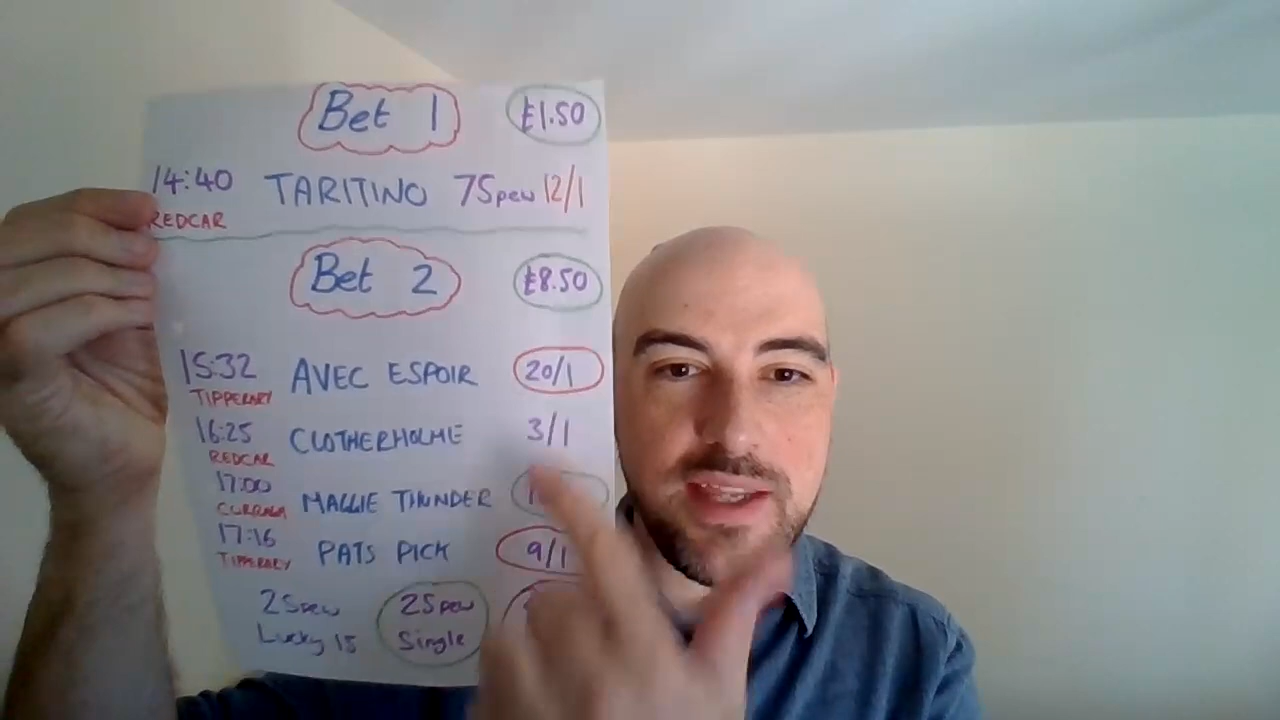 Bet 1 £1.50
14:40 TARITINO 75pew 12/1
REDCAR
Bet 2 £8.50
15:32 AVEC ESPOIR 20/1
TIPPERARY
16:25 CLOTHERHOLME 3/1
REDCAR
17:00 MALLIE THUNDER
CURRAGH
17:16 PATS PICK 9/1
TIPPERARY
25pew 25pew
Lucky 15 Single